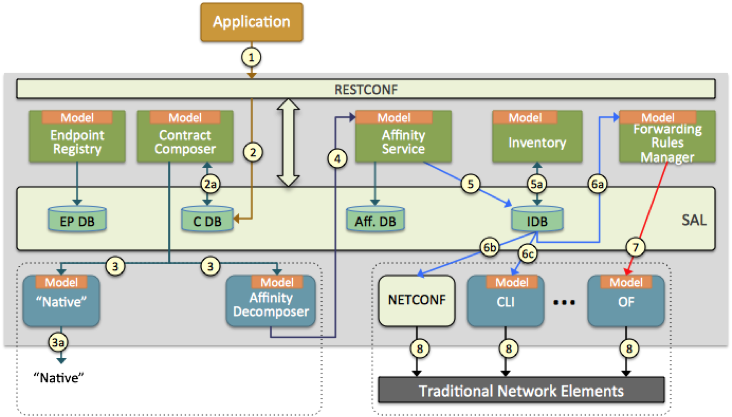 Application
1
RESTCONF
Model
Endpoint
Registry
Model
Contract
Composer
2
2a
4
Model
Affinity
Service
5
Model
Inventory
5a
6a
Model
Forwarding
Rules
Manager
EP DB
C DB
Aff. DB
IDB
SAL
3
3
6b
6c
7
Model
"Native"
Model
Affinity
Decomposer
NETCONF
Model
CLI
...
Model
OF
3a
8
8
8
"Native"
Traditional Network Elements